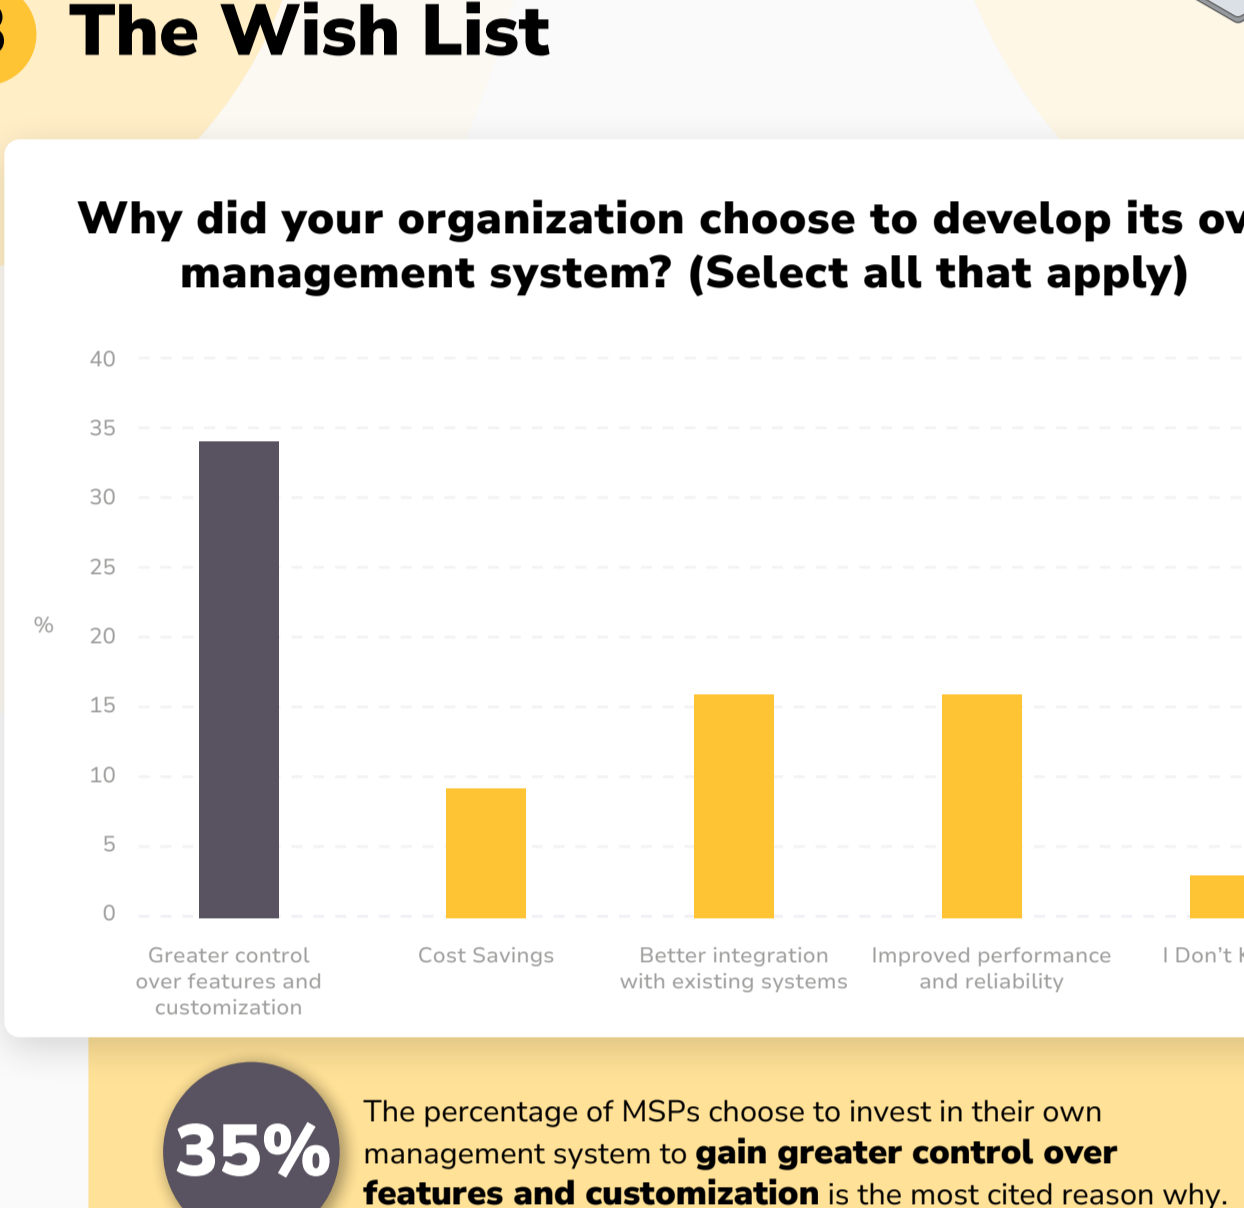 The Wish List
Why did your organization choose to develop its
management system? (Select all that apply)
40
35
30
25
%
20
15
10
5
0
Greater control
over features and
customization
Cost Savings
Better integration
with existing systems
Improved performance
and reliability
I Don’t
35%
The percentage of MSPs choose to invest in their own
management system to gain greater control over
features and customization is the most cited reason why.